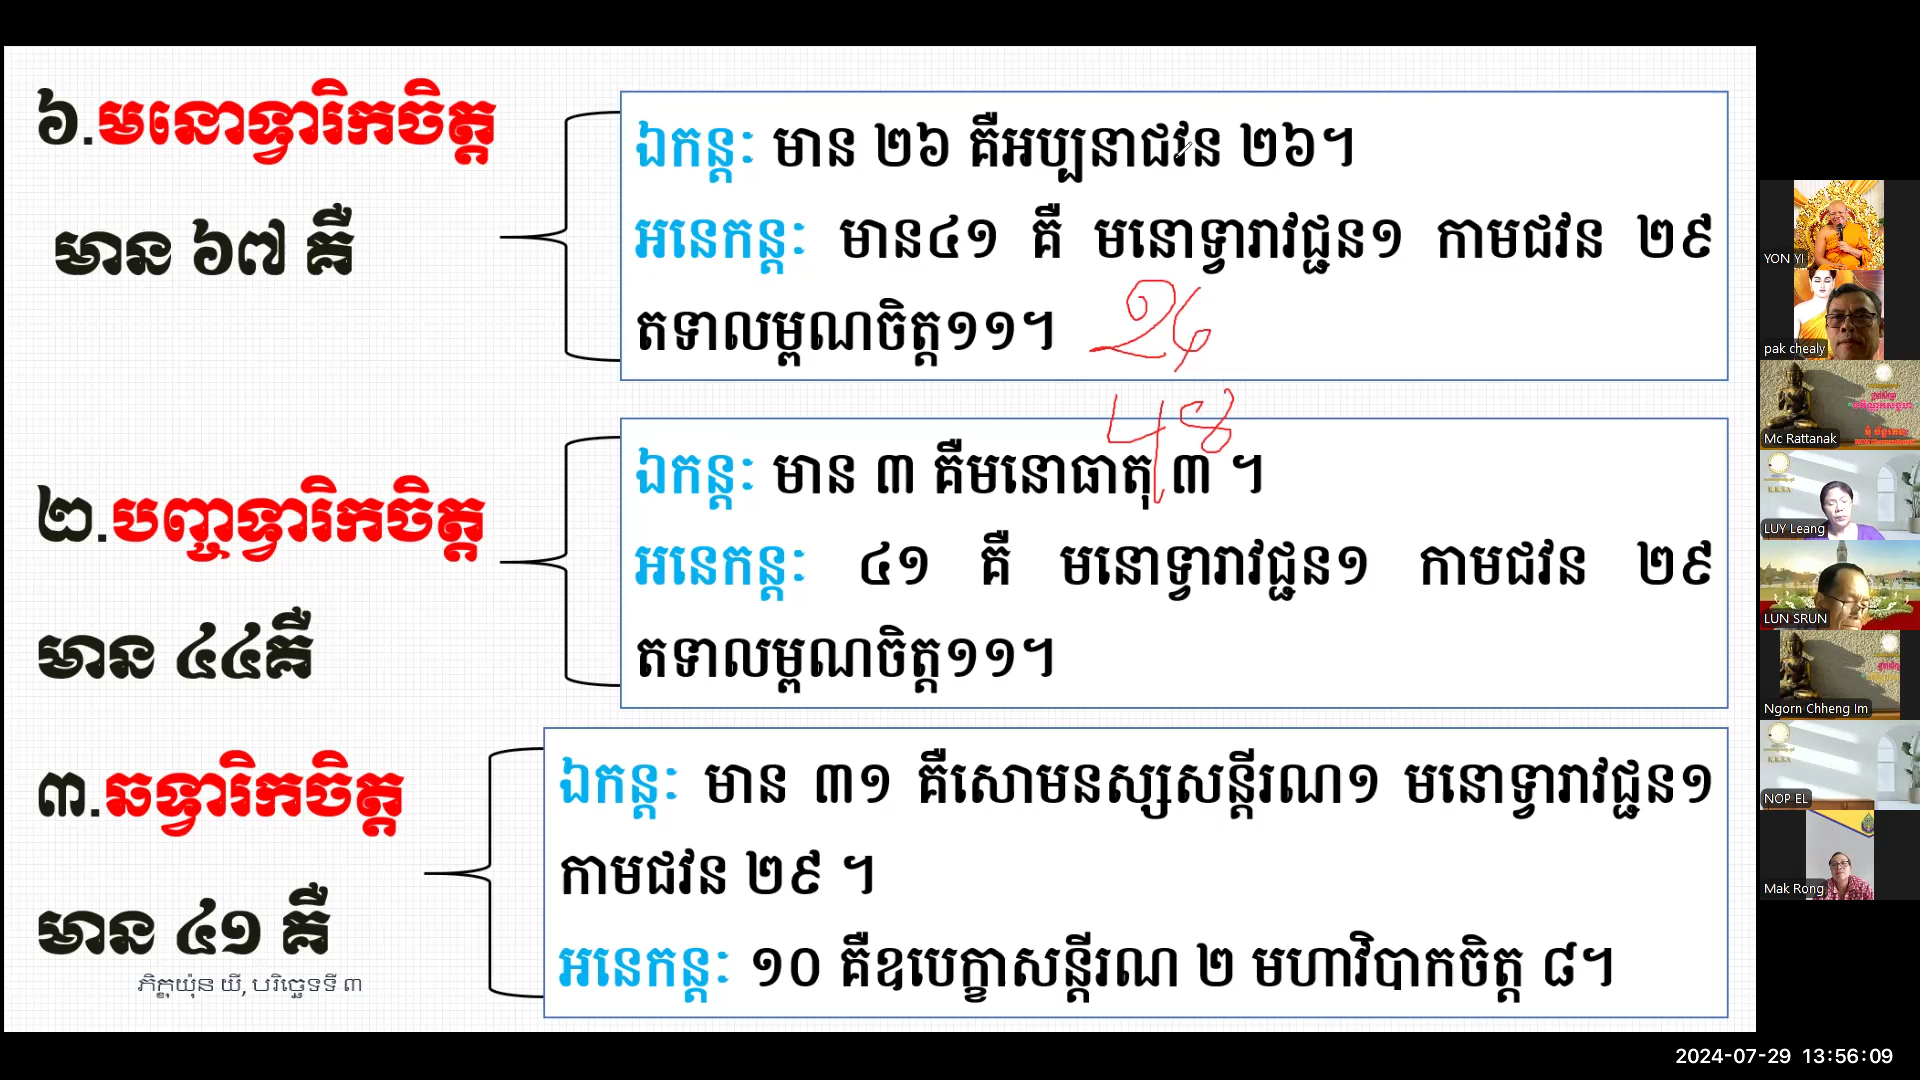 ៦.មនោទ្វារិកចិត្ត
មាន ៦៧ គឺ
ឯកន្តៈ មាន ២៦ គឺអប្បនាជវន ២៦។
អនេកន្តៈ មាន៤១ គឺ មនោទ្វារាវជ្ជន១ កាមជវន ២៩
តទាលម្ពណចិត្ត១១។
២.បញ្ចទ្វារិកចិត្ត
មាន ៤៤គឺ
ឯកន្តៈ មាន ៣ គឺមនោធាតុ ៣ ។
អនេកន្តៈ ៤១ គឺ មនោទ្វារាវជ្ជន១ កាមជវន ២៩
តទាលម្ពណចិត្ត១១។
៣.ឆទ្វារិកចិត្ត
មាន ៤១ គឺ
ឯកន្តៈ មាន ៣១ គឺសោមនស្សសន្តីរណ១ មនោទ្វារាវជ្ជន១
កាមជវន ២៩ ។
អនេកន្តៈ ១០ គឺឧបេក្ខាសន្តីរណ ២ មហាវិបាកចិត្ត ៨។
ភិក្ខុយ៉ុន យី, បរិច្ឆេទទី ៣
YON YI
pak chealy
Mc Rattanak
LUY Leang
K.K.S.A
LUN SRUN
Ngorn Chheng Im
NOP EL
K.K.S.A
Mak Rong
2024-07-29 13:56:09